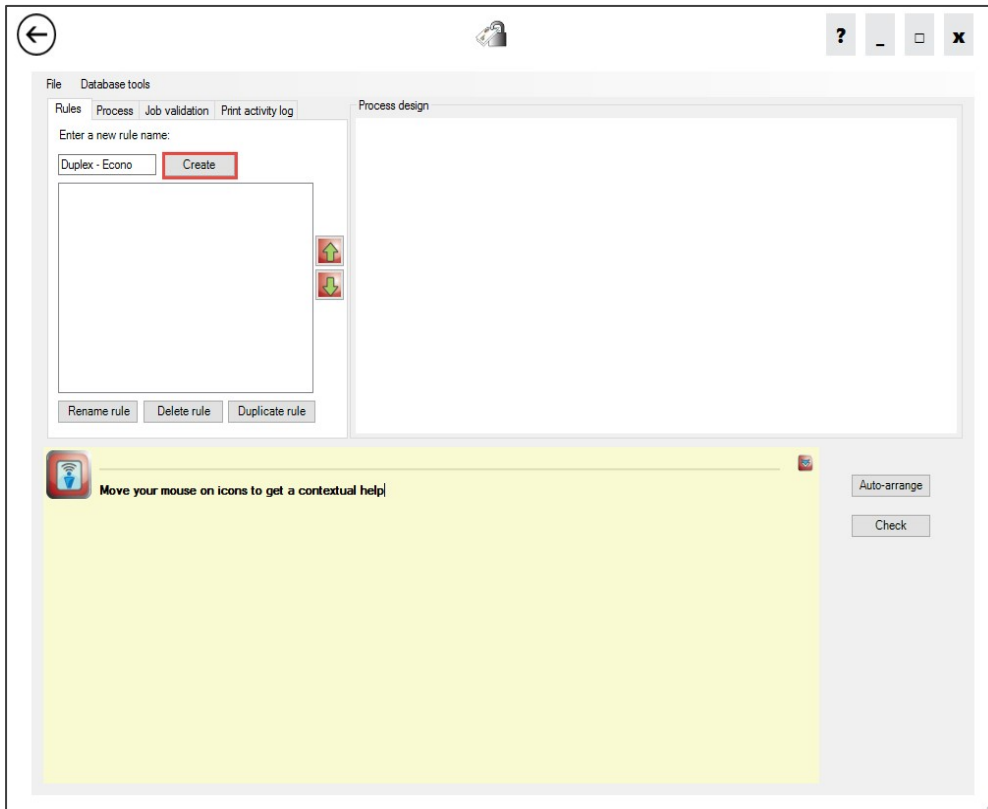 ? _ □ x
File Database tools
Rules Process Job validation Print activity log
Process design
Enter a new rule name:
Duplex - Econo Create
Rename rule Delete rule Duplicate rule
Move your mouse on icons to get a contextual help
Auto-arrange
Check